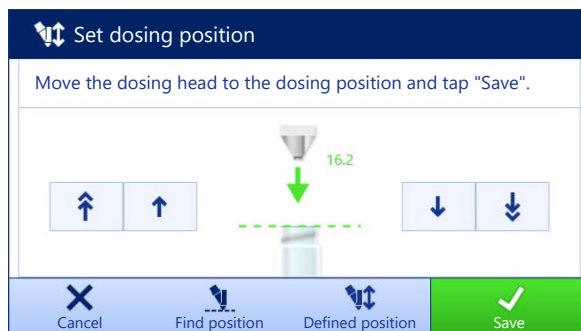 Set dosing position
Move the dosing head to the dosing position and tap "Save".
16.2
Cancel
Find position
Defined position
Save